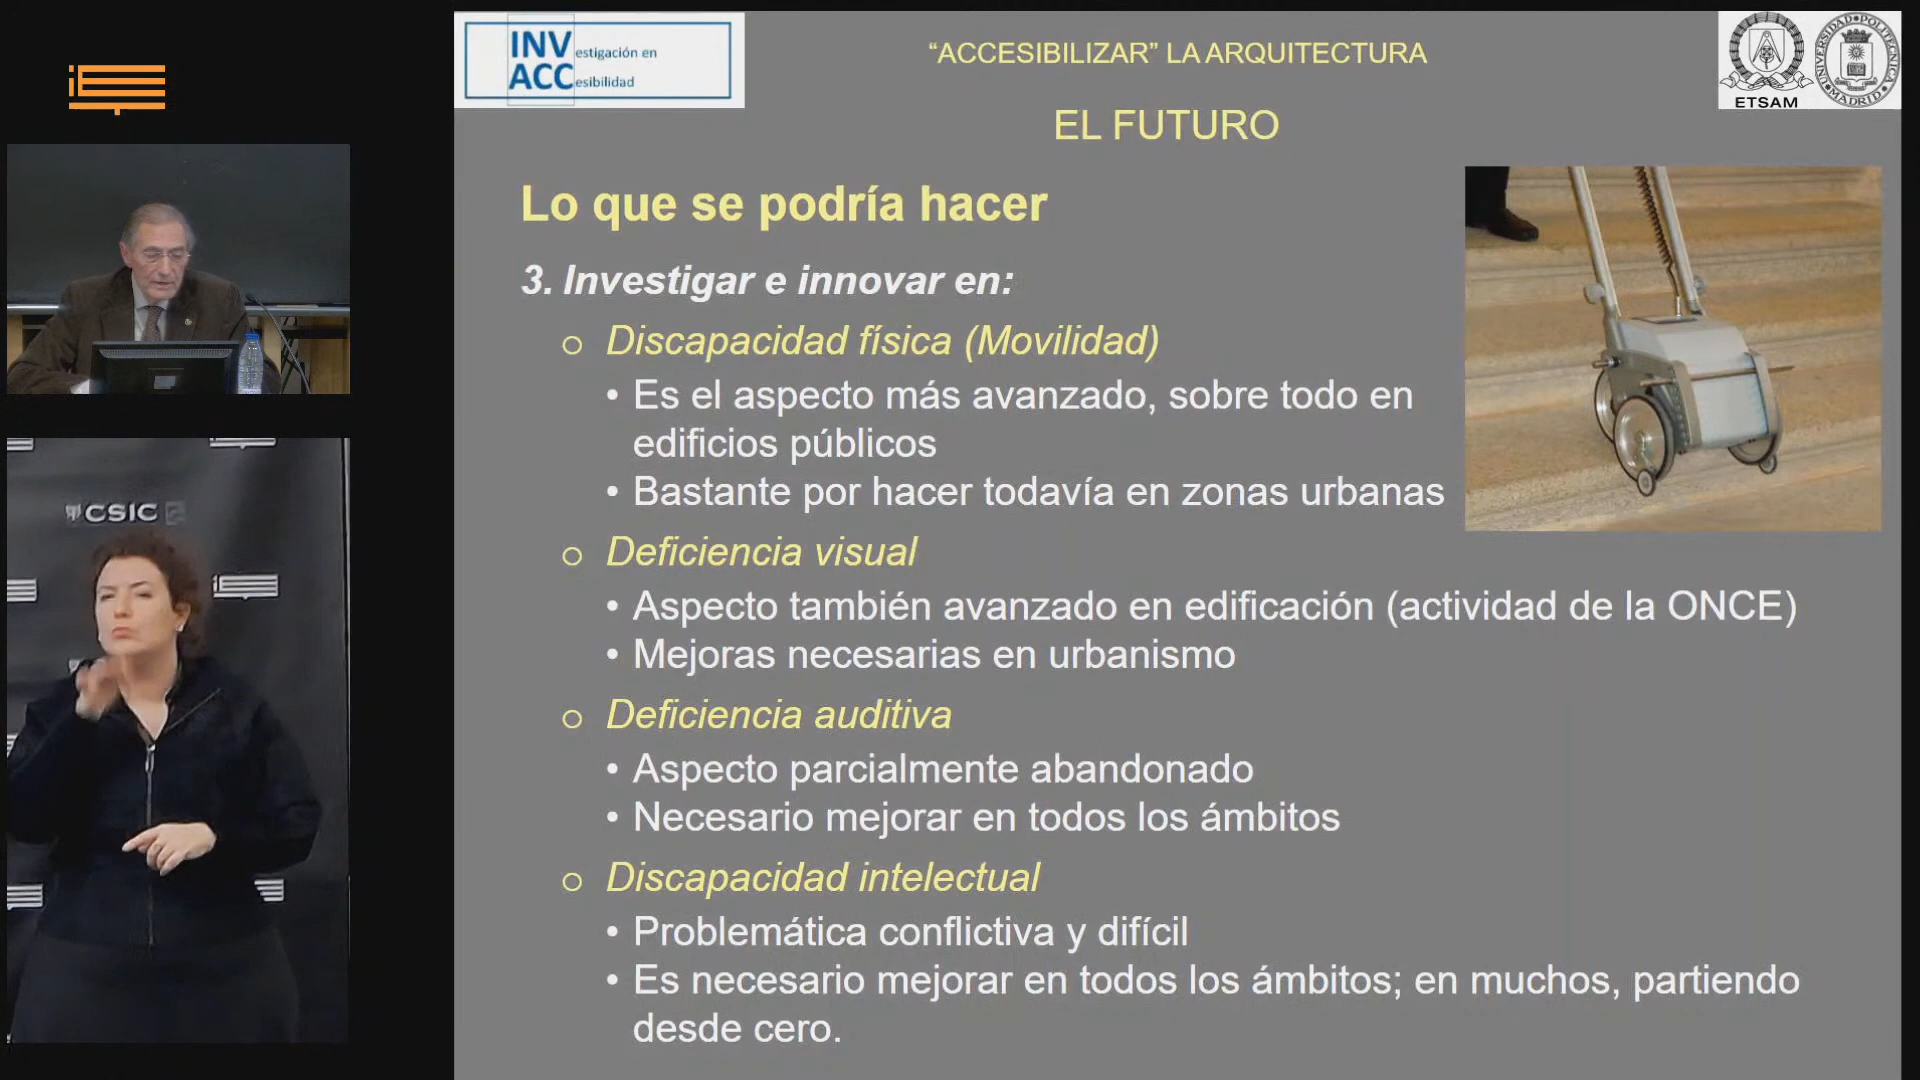 INVestigación en
ACCesibilidad
“ACCESIBILIZAR” LA ARQUITECTURA
ETSAM
UNIVERSIDAD POLITÉCNICA MADRID
EL FUTURO
Lo que se podría hacer
3. Investigar e innovar en:
o Discapacidad física (Movilidad)
• Es el aspecto más avanzado, sobre todo en
edificios públicos
• Bastante por hacer todavía en zonas urbanas
o Deficiencia visual
• Aspecto también avanzado en edificación (actividad de la ONCE)
• Mejoras necesarias en urbanismo
o Deficiencia auditiva
• Aspecto parcialmente abandonado
• Necesario mejorar en todos los ámbitos
o Discapacidad intelectual
• Problemática conflictiva y difícil
• Es necesario mejorar en todos los ámbitos; en muchos, partiendo
desde cero.
CSIC